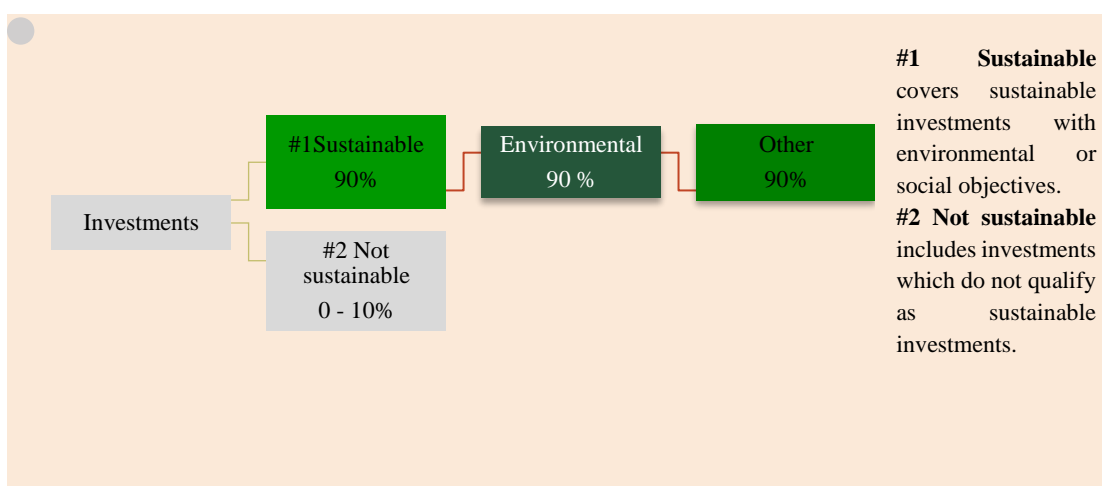 Investments
#1Sustainable
90%
#2 Not
sustainable
0 - 10%
Environmental
90 %
Other
90%
#1 Sustainable
covers sustainable
investments with
environmental or
social objectives.
#2 Not sustainable
includes investments
which do not qualify
as sustainable
investments.